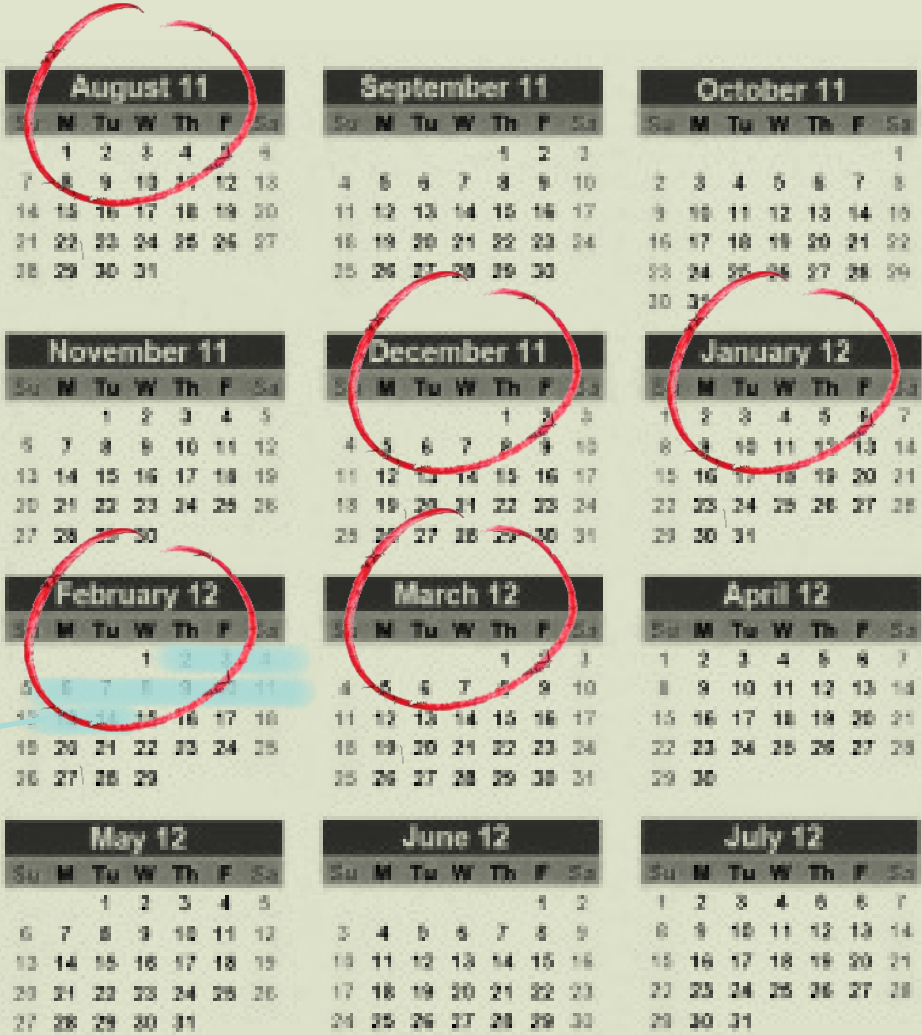 August 11 September 11 October 11
Su M Tu W Th F Sa Su M Tu W Th F Sa Su M Tu W Th F Sa
1 2 3 4 5 6 1 2 3 1
7 8 9 10 11 12 13 4 5 6 7 8 9 10 2 3 4 5 6 7 8
14 15 16 17 18 19 20 11 12 13 14 15 16 17 9 10 11 12 13 14 15
21 22 23 24 25 26 27 18 19 20 21 22 23 24 16 17 18 19 20 21 22
28 29 30 31 25 26 27 28 29 30 23 24 25 26 27 28 29
30 31
November 11 December 11 January 12
Su M Tu W Th F Sa Su M Tu W Th F Sa Su M Tu W Th F Sa
1 2 3 4 5 1 2 3 1 2 3 4 5 6 7
6 7 8 9 10 11 12 4 5 6 7 8 9 10 8 9 10 11 12 13 14
13 14 15 16 17 18 19 11 12 13 14 15 16 17 15 16 17 18 19 20 21
20 21 22 23 24 25 26 18 19 20 21 22 23 24 22 23 24 25 26 27 28
27 28 29 30 25 26 27 28 29 30 31 29 30 31
February 12 March 12 April 12
Su M Tu W Th F Sa Su M Tu W Th F Sa Su M Tu W Th F Sa
1 2 3 4 1 2 3 1 2 3 4 5 6 7
5 6 7 8 9 10 11 4 5 6 7 8 9 10 8 9 10 11 12 13 14
12 13 14 15 16 17 18 11 12 13 14 15 16 17 15 16 17 18 19 20 21
19 20 21 22 23 24 25 18 19 20 21 22 23 24 22 23 24 25 26 27 28
26 27 28 29 25 26 27 28 29 30 31 29 30
May 12 June 12 July 12
Su M Tu W Th F Sa Su M Tu W Th F Sa Su M Tu W Th F Sa
1 2 3 4 5 1 2 1 2 3 4 5 6 7
6 7 8 9 10 11 12 3 4 5 6 7 8 9 8 9 10 11 12 13 14
13 14 15 16 17 18 19 10 11 12 13 14 15 16 15 16 17 18 19 20 21
20 21 22 23 24 25 26 17 18 19 20 21 22 23 22 23 24 25 26 27 28
27 28 29 30 31 24 25 26 27 28 29 30 29 30 31